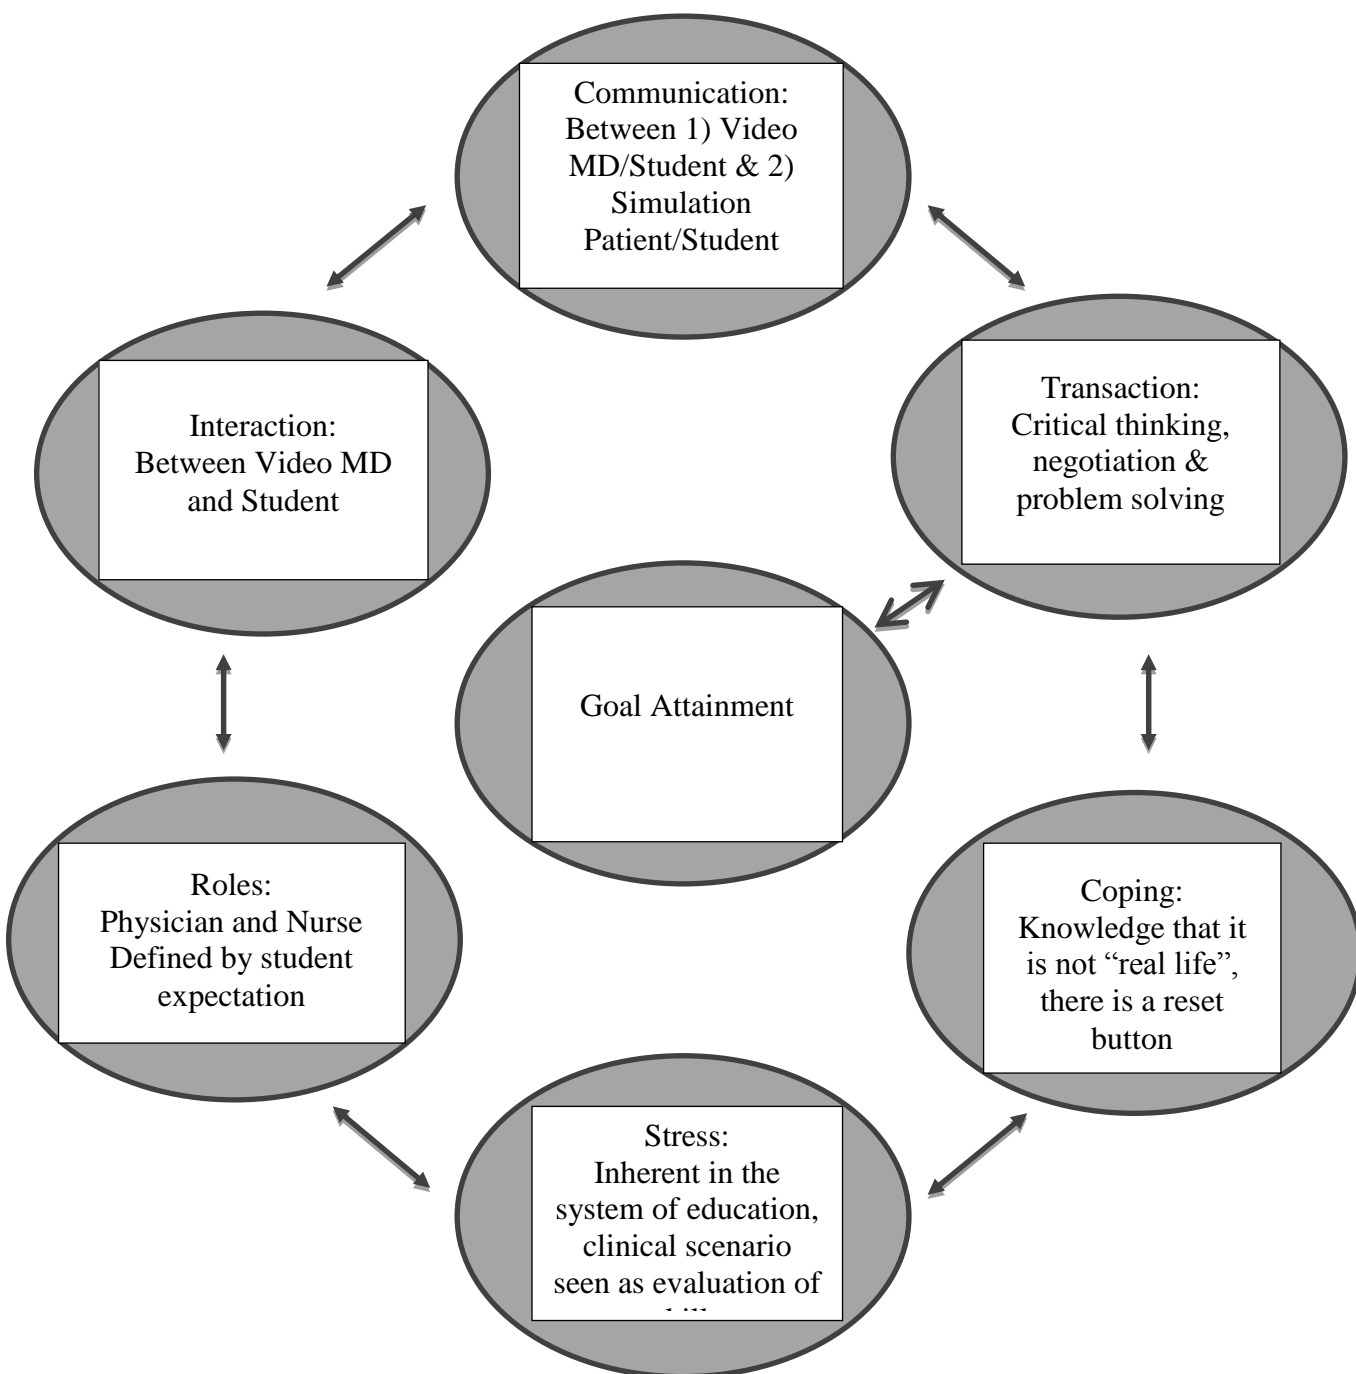 Communication:
Between 1) Video
MD/Student & 2)
Simulation
Patient/Student
Interaction:
Between Video MD
and Student
Transaction:
Critical thinking,
negotiation &
problem solving
Goal Attainment
Roles:
Physician and Nurse
Defined by student
expectation
Coping:
Knowledge that it
is not “real life”,
there is a reset
button
Stress:
Inherent in the
system of education,
clinical scenario
seen as evaluation of